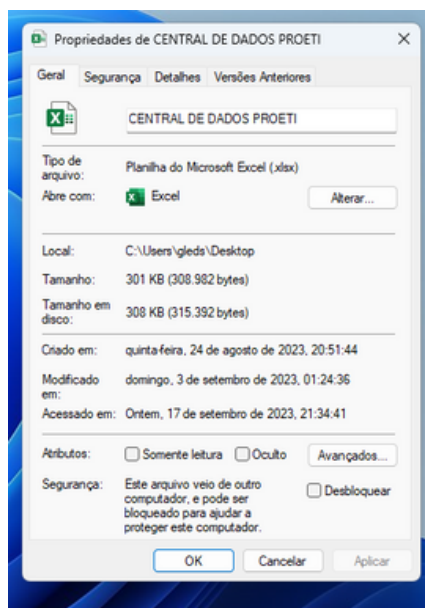 Propriedades de CENTRAL DE DADOS PROETI
Geral Segurança Detalhes Versões Anteriores
CENTRAL DE DADOS PROETI
Tipo de
arquivo: Planilha do Microsoft Excel (.xlsx)
Abre com: Excel Alterar...
Local: C:\Users\gleds\Desktop
Tamanho: 301 KB (308.982 bytes)
Tamanho em
disco: 308 KB (315.392 bytes)
Criado em: quinta-feira, 24 de agosto de 2023, 20:51:44
Modificado
em: domingo, 3 de setembro de 2023, 01:24:36
Acessado em: Ontem, 17 de setembro de 2023, 21:34:41
Atributos: Somente leitura Oculto Avançados...
Segurança: Este arquivo veio de outro
computador, e pode ser
bloqueado para ajudar a
proteger este computador.
Desbloquear
OK Cancelar Aplicar